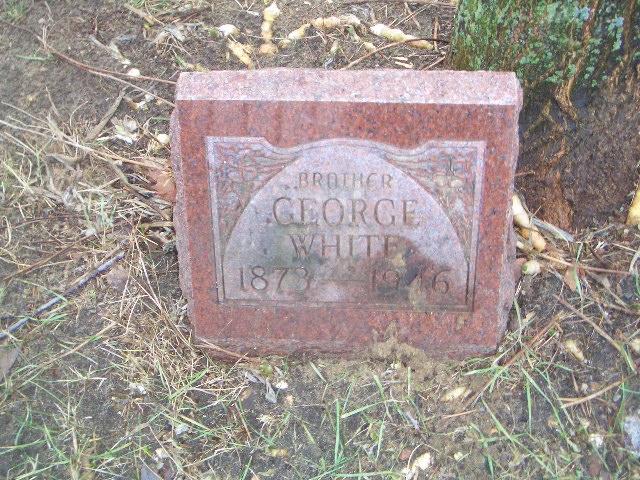 BROTHER
GEORGE
WHITE
1873 — 1946